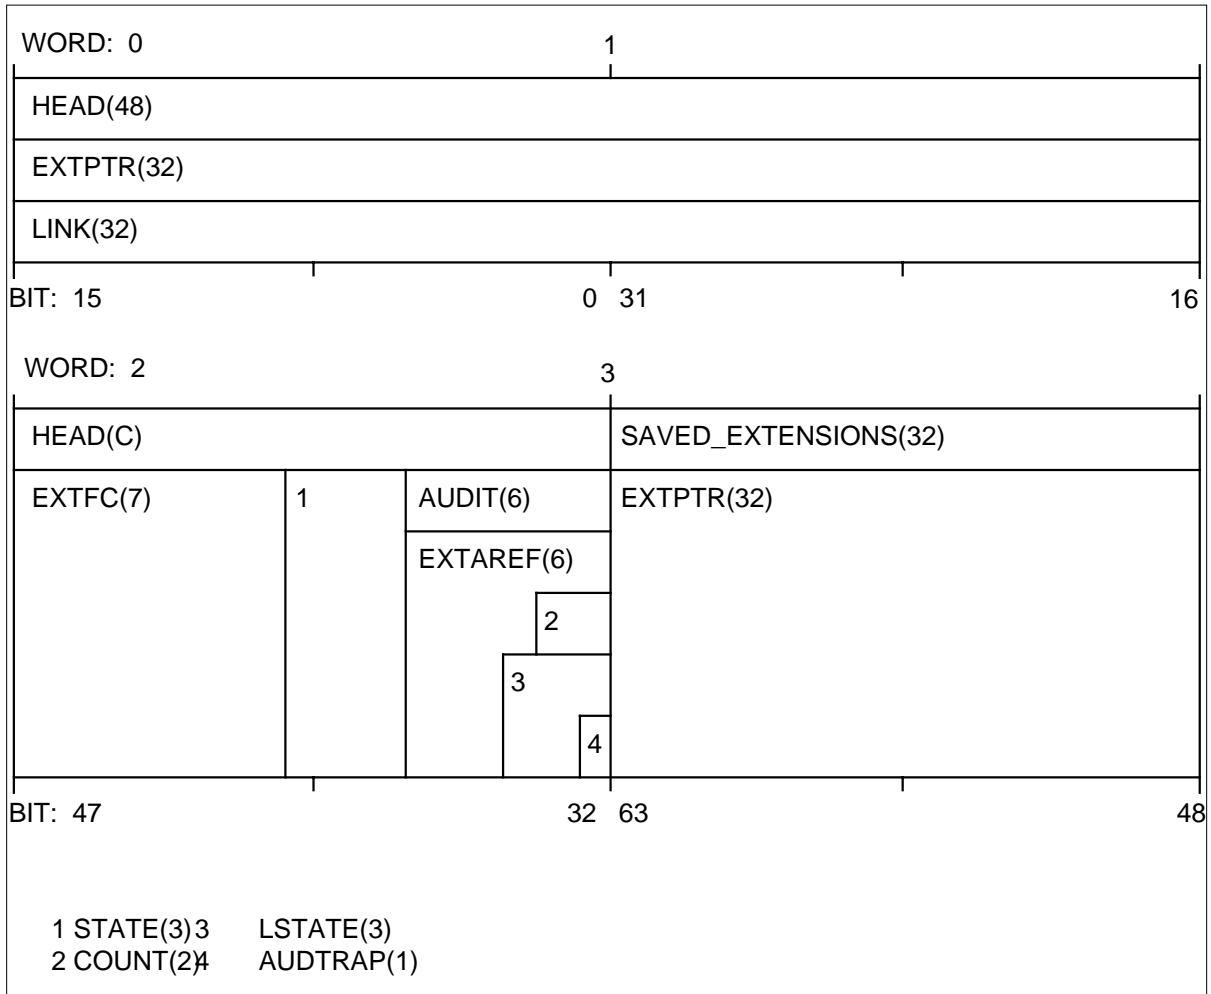 WORD: 0 1
HEAD(48)
EXTPTR(32)
LINK(32)
BIT: 15 0 31 16
WORD: 2 3
HEAD(C) SAVED_EXTENSIONS(32)
EXTFC(7) 1 AUDIT(6) EXTPTR(32)
EXTAREF(6)
2
3
4
BIT: 47 32 63 48
1 STATE(3) 3 LSTATE(3)
2 COUNT(2) 4 AUDTRAP(1)